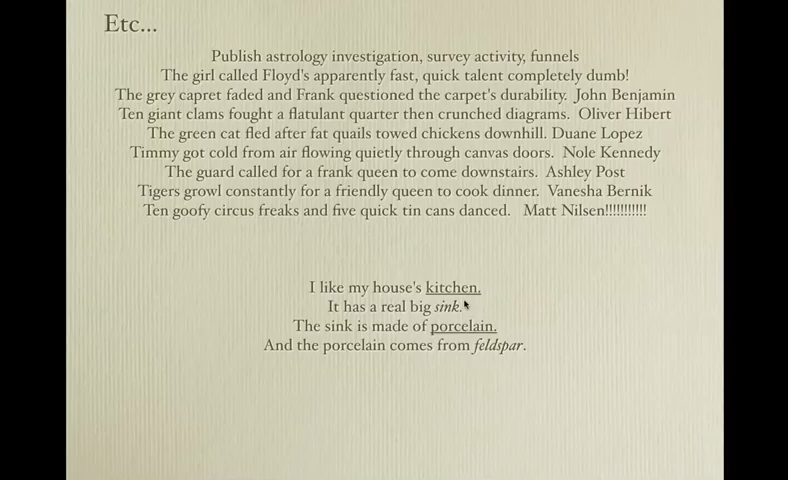 Etc...
Publish astrology investigation, survey activity, funnels
The girl called Floyd's apparently fast, quick talent completely dumb!
The grey capret faded and Frank questioned the carpet's durability.  John Benjamin
Ten giant clams fought a flatulant quarter then crunched diagrams.  Oliver Hibert
The green cat fled after fat quails towed chickens downhill. Duane Lopez
Timmy got cold from air flowing quietly through canvas doors.  Nole Kennedy
The guard called for a frank queen to come downstairs.  Ashley Post
Tigers growl constantly for a friendly queen to cook dinner.  Vanesha Bernik
Ten goofy circus freaks and five quick tin cans danced.   Matt Nilsen!!!!!!!!!!!
I like my house's kitchen.
It has a real big sink.
The sink is made of porcelain.
And the porcelain comes from feldspar.